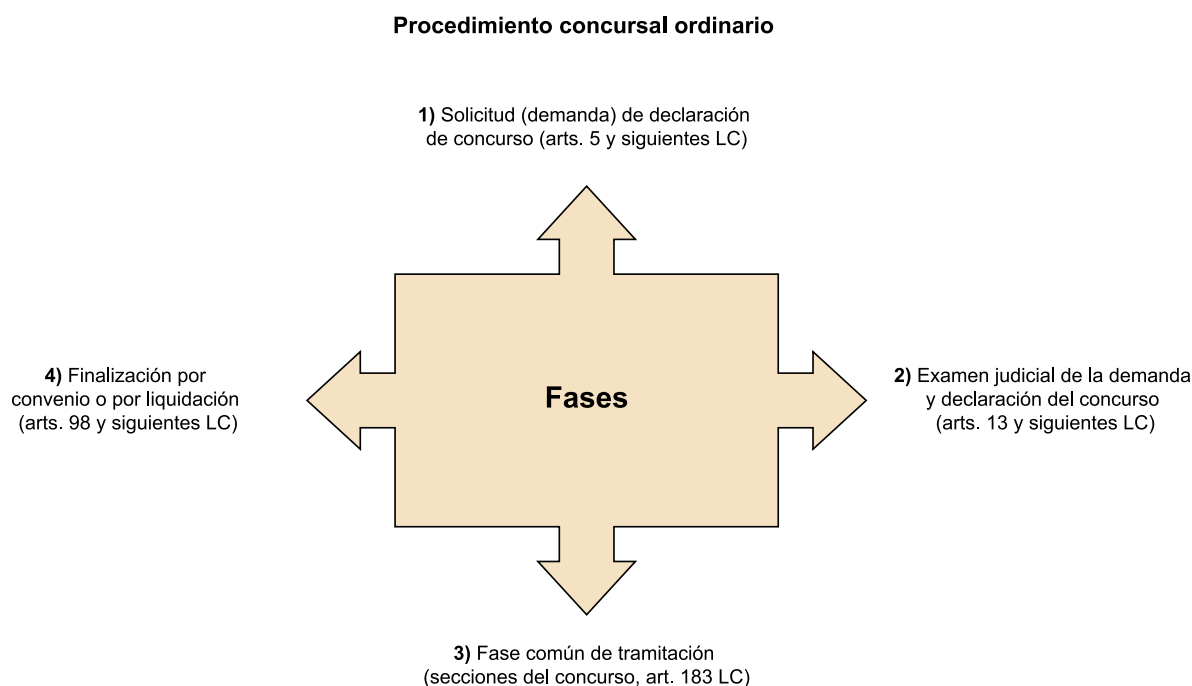 Procedimiento concursal ordinario
1) Solicitud (demanda) de declaración
de concurso (arts. 5 y siguientes LC)
4) Finalización por
convenio o por liquidación
(arts. 98 y siguientes LC)
Fases
2) Examen judicial de la demanda
y declaración del concurso
(arts. 13 y siguientes LC)
3) Fase común de tramitación
(secciones del concurso, art. 183 LC)